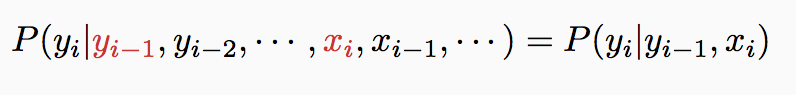 P(y_i|y_{i−1}, y_{i−2}, ⋯ , x_i, x_{i−1}, ⋯) = P(y_i|y_{i−1}, x_i)